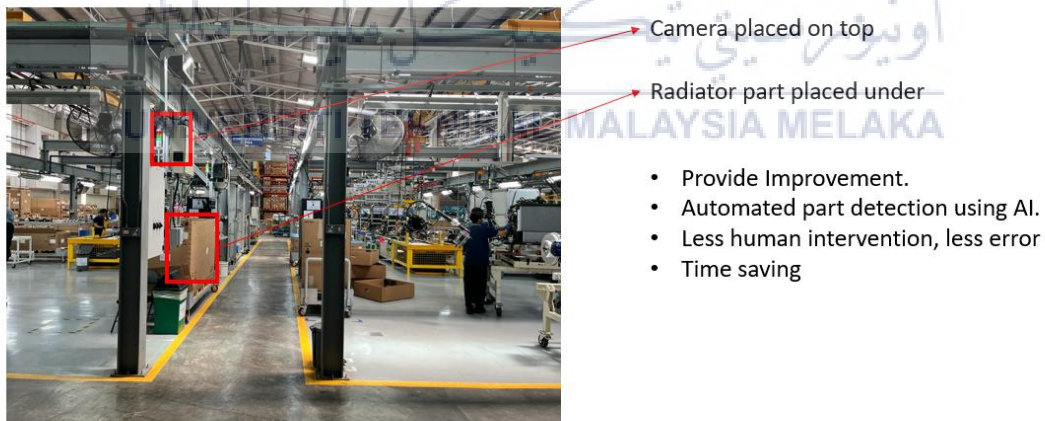 Camera placed on top
Radiator part placed under
MALAYSIA MELAKA
• Provide Improvement.
• Automated part detection using AI.
• Less human intervention, less error
• Time saving